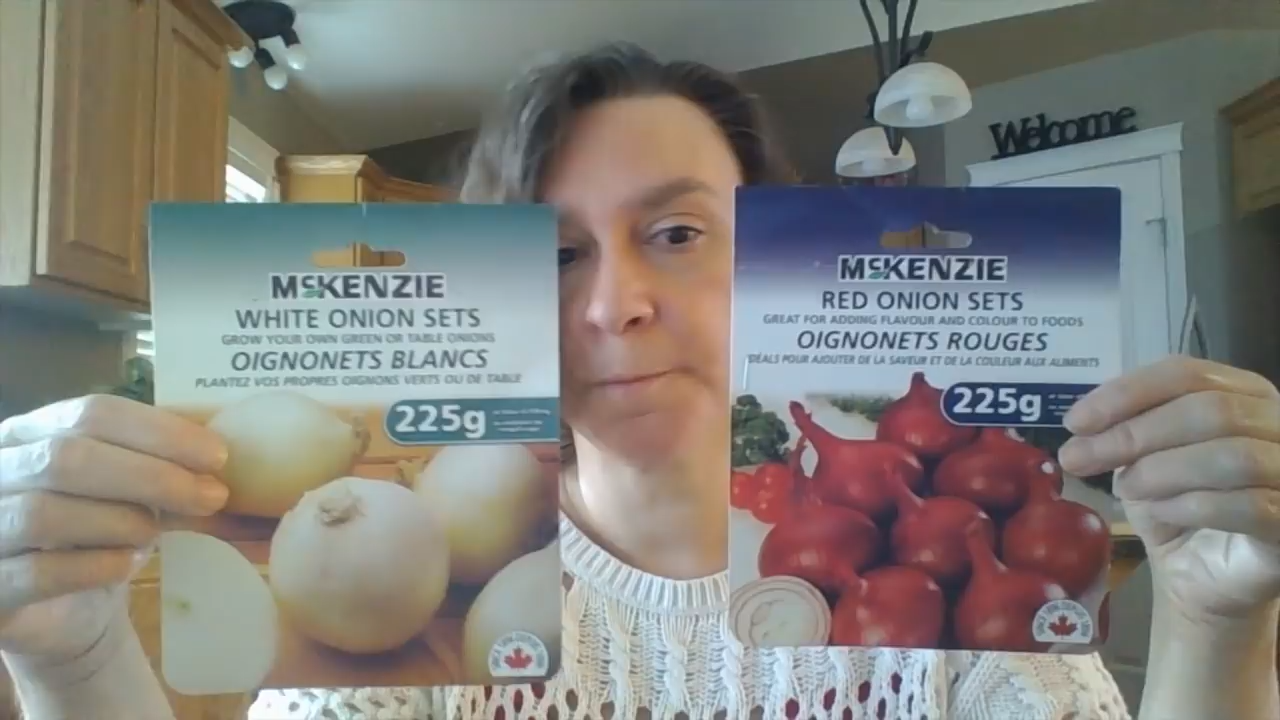 Welcome
McKENZIE
WHITE ONION SETS
GROW YOUR OWN GREEN OR TABLE ONIONS
OIGNONETS BLANCS
PLANTEZ VOS PROPRES OIGNONS VERTS OU DE TABLE
225g
McKENZIE
RED ONION SETS
GREAT FOR ADDING FLAVOUR AND COLOUR TO FOODS
OIGNONETS ROUGES
IDÉALS POUR AJOUTER DE LA SAVEUR ET DE LA COULEUR AUX ALIMENTS
225g